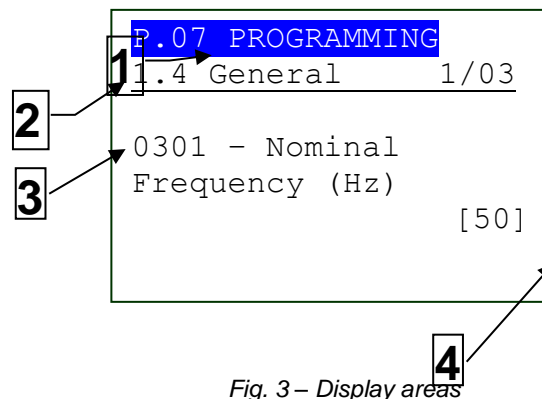 P.07 PROGRAMMING
1
1.4 General 1/03
2
0301 – Nominal
3
Frequency (Hz)
[50]
4
Fig. 3 – Display areas